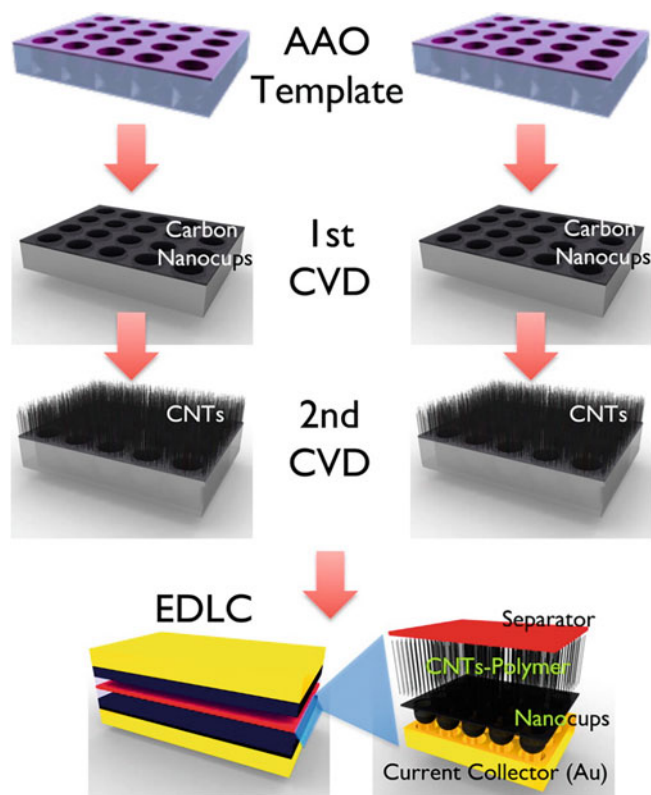 AAO
Template
Carbon
Nanocups
1st
CVD
Carbon
Nanocups
CNTs
2nd
CVD
CNTs
EDLC
Separator
CNTs-Polymer
Nanocups
Current Collector (Au)